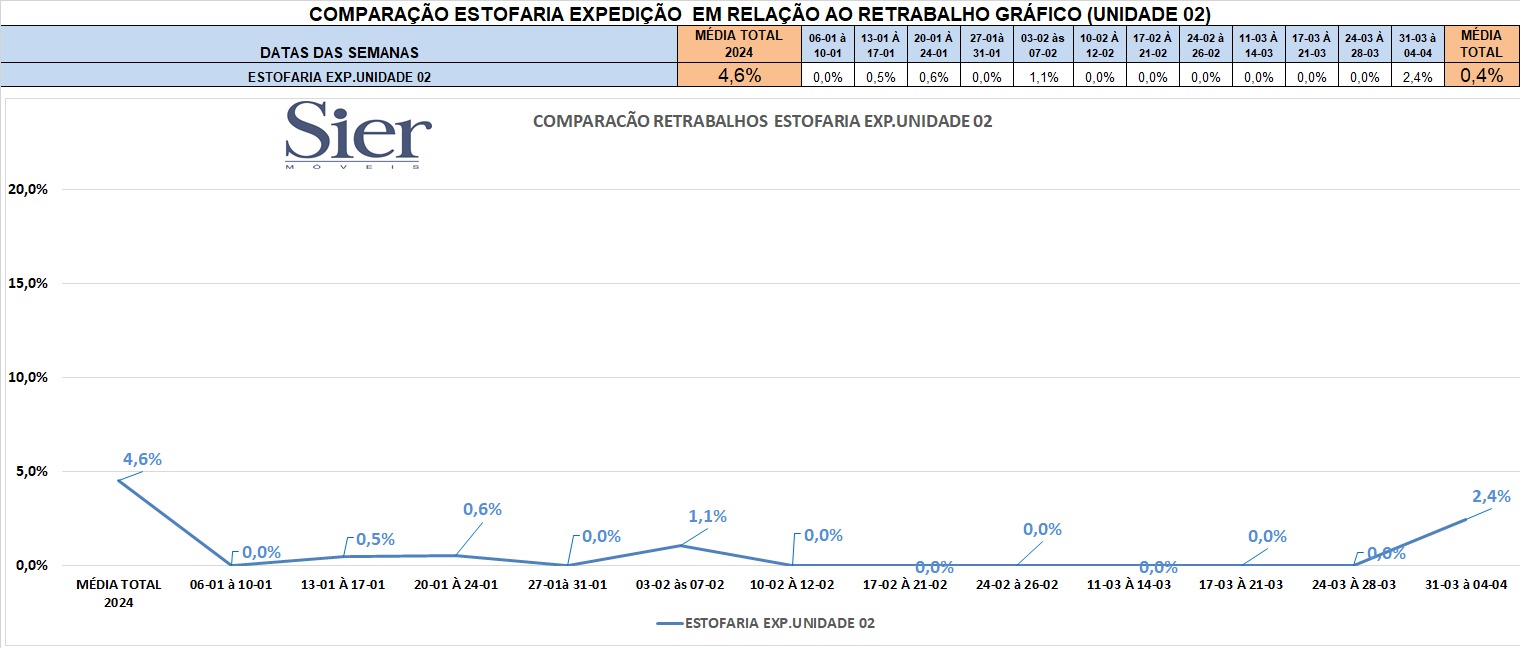 COMPARAÇÃO ESTOFARIA EXPEDIÇÃO EM RELAÇÃO AO RETRABALHO GRÁFICO (UNIDADE 02)
DATAS DAS SEMANAS MÉDIA TOTAL 2024 06-01 à 10-01 13-01 À 17-01 20-01 À 24-01 27-01à 31-01 03-02 às 07-02 10-02 À 12-02 17-02 À 21-02 24-02 à 26-02 11-03 À 14-03 17-03 À 21-03 24-03 À 28-03 31-03 à 04-04 MÉDIA TOTAL
ESTOFARIA EXP.UNIDADE 02 4,6% 0,0% 0,5% 0,6% 0,0% 1,1% 0,0% 0,0% 0,0% 0,0% 0,0% 0,0% 2,4% 0,4%
Sier
MÓVEIS
COMPARACÃO RETRABALHOS ESTOFARIA EXP.UNIDADE 02
20,0%
15,0%
10,0%
5,0%
0,0%
4,6% 0,0% 0,5% 0,6% 0,0% 1,1% 0,0% 0,0% 0,0% 0,0% 0,0% 0,0% 2,4%
MÉDIA TOTAL 2024 06-01 à 10-01 13-01 À 17-01 20-01 À 24-01 27-01à 31-01 03-02 às 07-02 10-02 À 12-02 17-02 À 21-02 24-02 à 26-02 11-03 À 14-03 17-03 À 21-03 24-03 À 28-03 31-03 à 04-04
ESTOFARIA EXP.UNIDADE 02